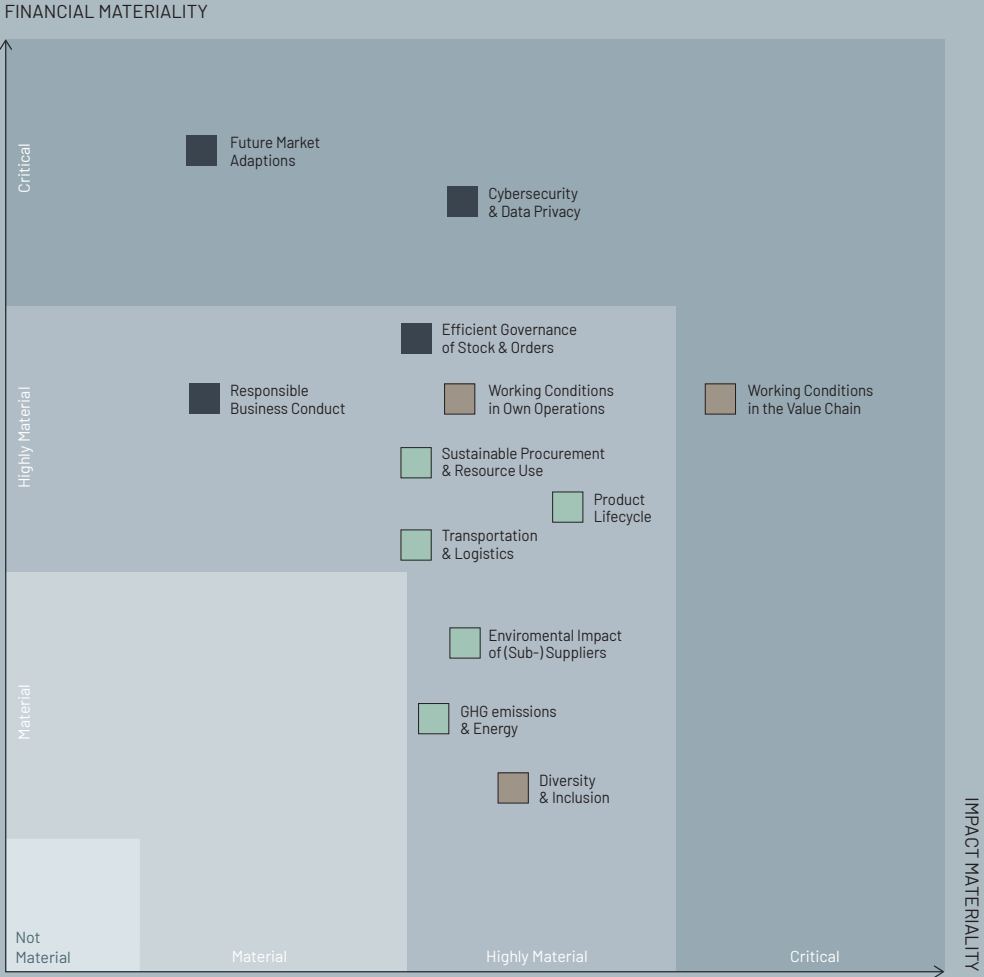 FINANCIAL MATERIALITY
Critical
Future Market
Adaptions
Cybersecurity
& Data Privacy
Highly Material
Efficient Governance
of Stock & Orders
Responsible
Business Conduct
Working Conditions
in Own Operations
Working Conditions
in the Value Chain
Sustainable Procurement
& Resource Use
Product
Lifecycle
Transportation
& Logistics
Material
Enviromental Impact
of (Sub-) Suppliers
GHG emissions
& Energy
Diversity
& Inclusion
Not
Material
Material
Highly Material
Critical
IMPACT MATERIALITY